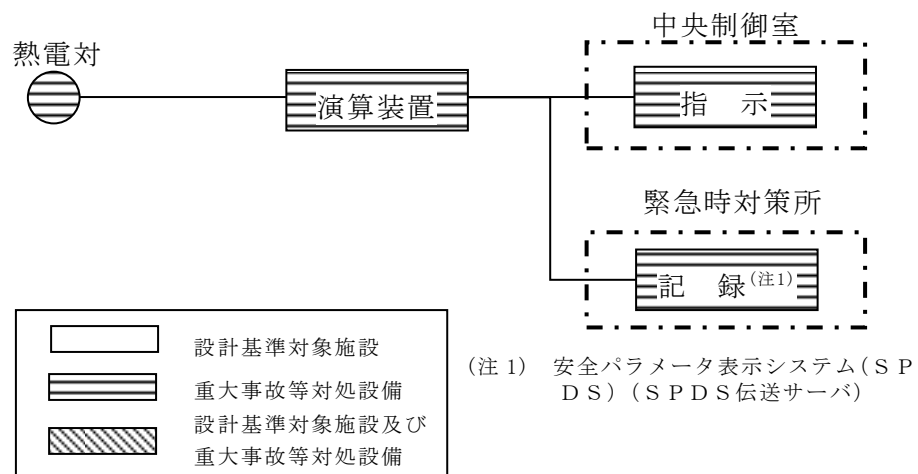 中央制御室
熱電対
演算装置
指 示
緊急時対策所
記 録(注1)
設計基準対象施設
重大事故等対処設備
設計基準対象施設及び
重大事故等対処設備
(注1) 安全パラメータ表示システム(ＳＰ
ＤＳ)(ＳＰＤＳ伝送サーバ)